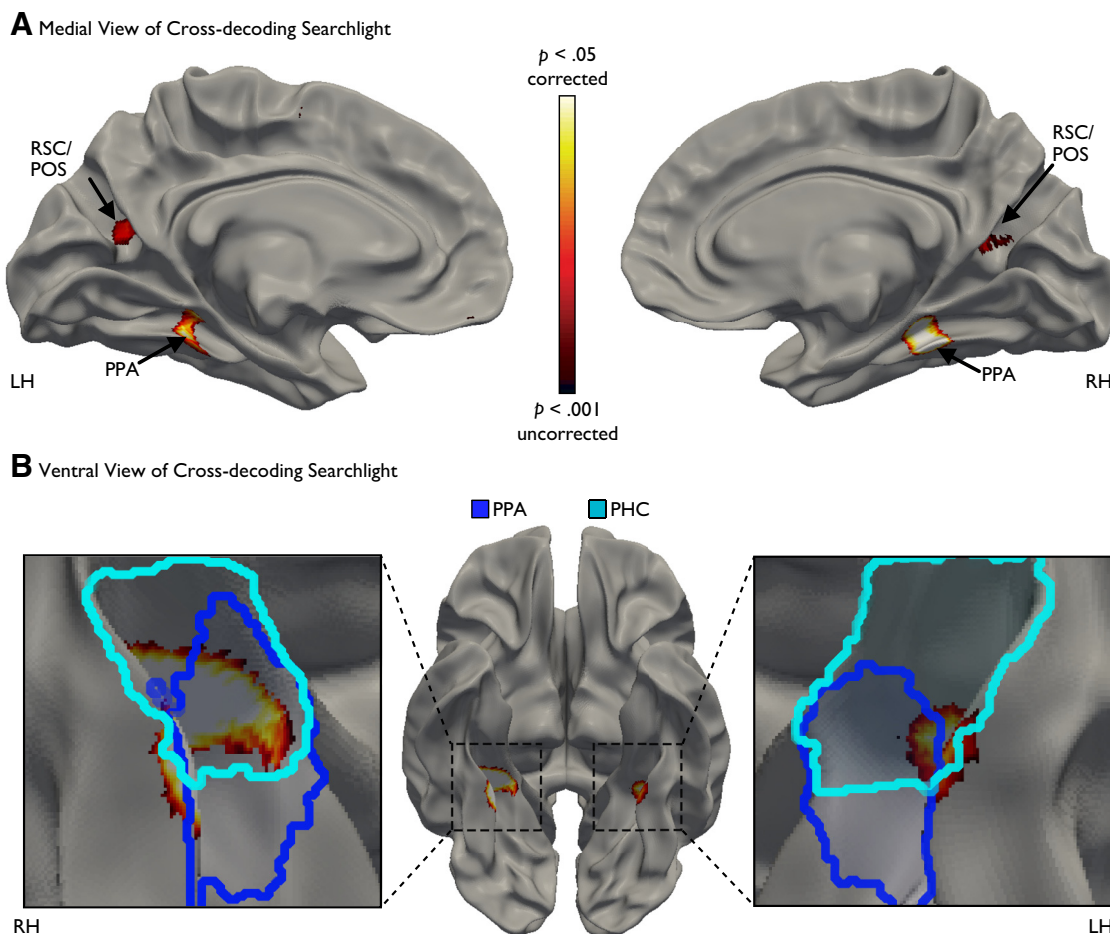 A Medial View of Cross-decoding Searchlight
p < .05
corrected
RSC/
POS
RSC/
POS
PPA
PPA
LH
RH
p < .001
uncorrected
B Ventral View of Cross-decoding Searchlight
PPA
PHC
RH
LH